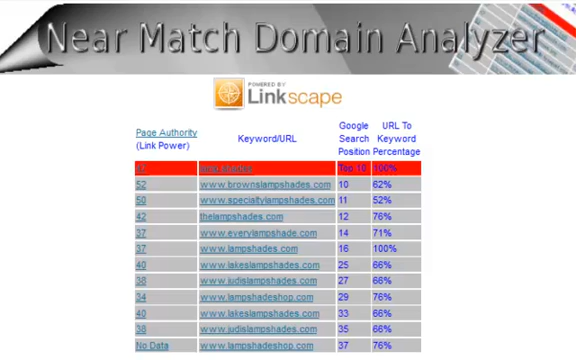 Near Match Domain Analyzer
POWERED BY
Linkscape
Page Authority (Link Power) Keyword/URL Google Search Position URL To Keyword Percentage
Top 10 100%
52 www.brownslampshades.com 10 62%
50 www.specialtylampshades.com 11 52%
42 thelampshades.com 12 76%
37 www.everylampshade.com 14 71%
37 www.lampshades.com 16 100%
40 www.lakeslampshades.com 25 66%
38 www.judislampshades.com 27 66%
34 www.lampshadeshop.com 29 76%
40 www.lakeslampshades.com 33 66%
38 www.judislampshades.com 35 66%
No Data www.lampshadeshop.com 37 76%